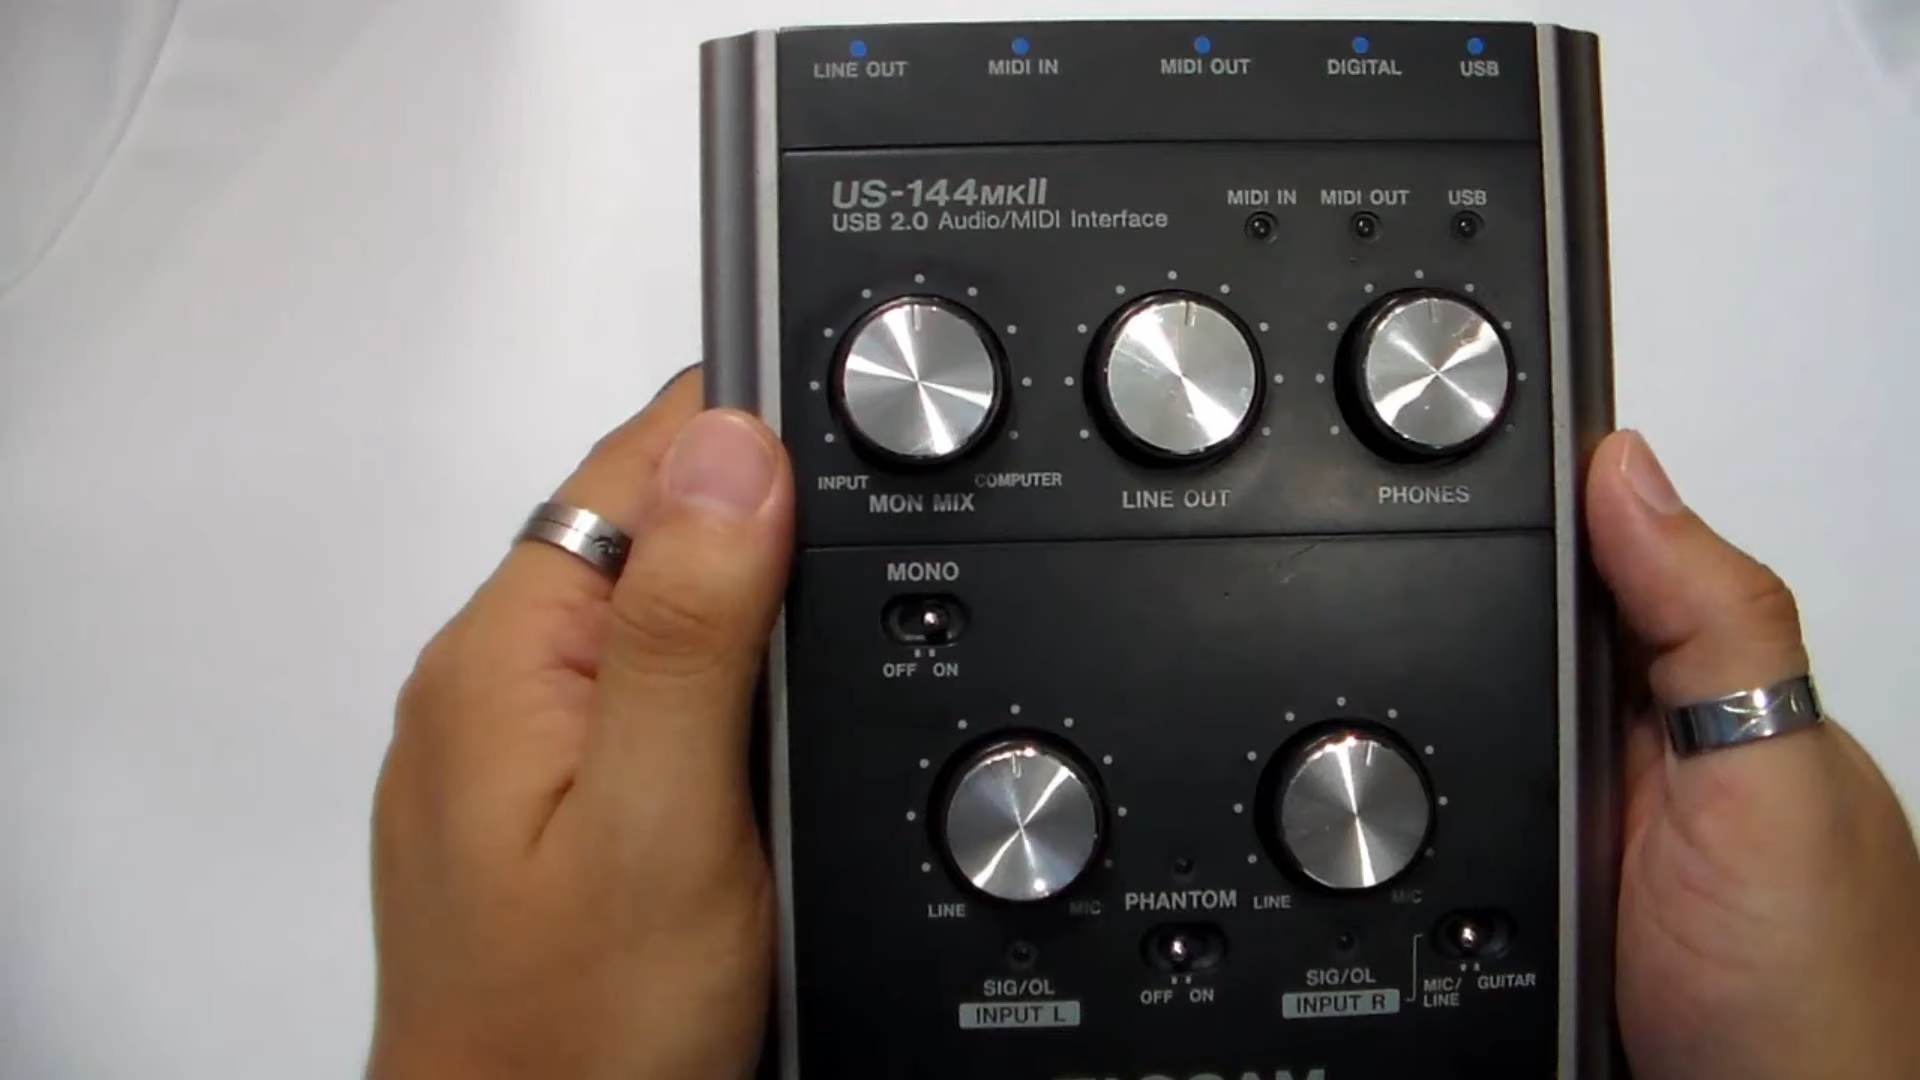 LINE OUT MIDI IN MIDI OUT DIGITAL USB
US-144MKII
USB 2.0 Audio/MIDI Interface
MIDI IN MIDI OUT USB
INPUT COMPUTER
MON MIX
LINE OUT
PHONES
MONO
OFF ON
LINE MIC
PHANTOM
LINE MIC
OFF ON
SIG/OL
INPUT L
SIG/OL
INPUT R
MIC/ GUITAR
LINE